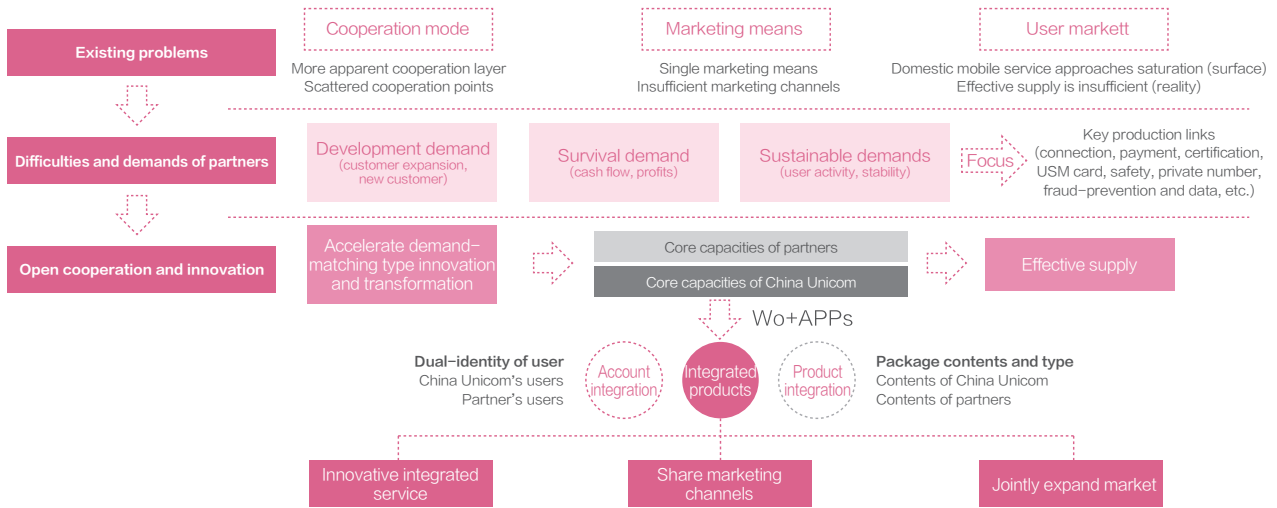 Existing problems
Cooperation mode
More apparent cooperation layer
Scattered cooperation points
Marketing means
Single marketing means
Insufficient marketing channels
User markett
Domestic mobile service approaches saturation (surface)
Effective supply is insufficient (reality)
Difficulties and demands of partners
Development demand
(customer expansion,
new customer)
Survival demand
(cash flow, profits)
Sustainable demands
(user activity, stability)
Focus
Key production links
(connection, payment, certification,
USM card, safety, private number,
fraud-prevention and data, etc.)
Open cooperation and innovation
Accelerate demand-
matching type innovation
and transformation
Core capacities of partners
Core capacities of China Unicom
Effective supply
Wo+APPs
Dual-identity of user
China Unicom's users
Partner's users
Account
integration
Integrated
products
Product
integration
Package contents and type
Contents of China Unicom
Contents of partners
Innovative integrated
service
Share marketing
channels
Jointly expand market